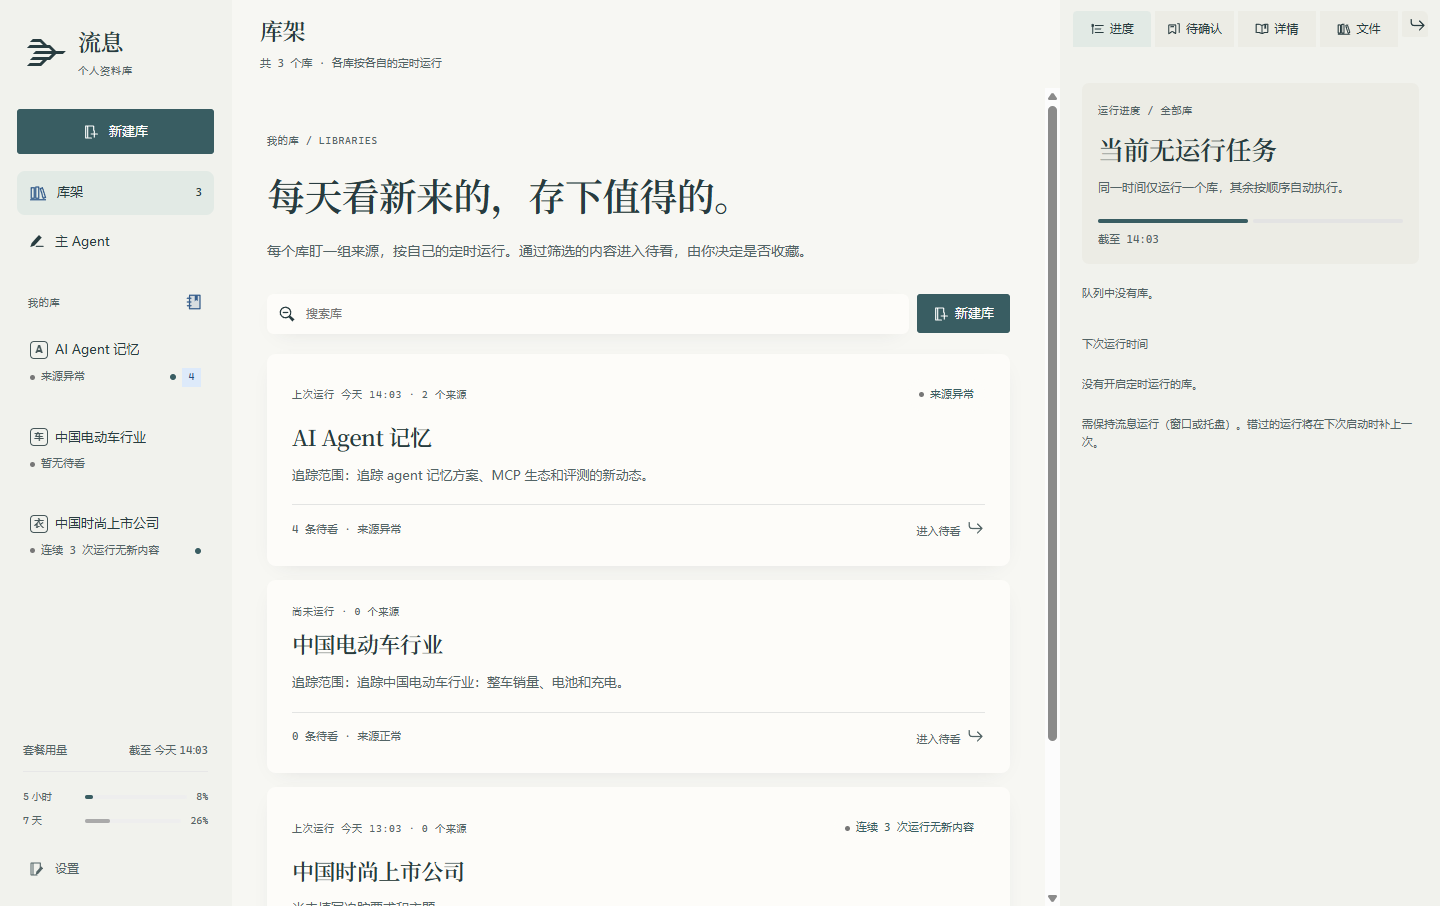 流息
个人资料库
新建库
库架 3
主 Agent
我的库
A AI Agent 记忆
来源异常 4
车 中国电动车行业
暂无待看
衣 中国时尚上市公司
连续 3 次运行无新内容
套餐用量 截至 今天 14:03
5 小时 8%
7 天 26%
设置
库架
共 3 个库 · 各库按各自的定时运行
我的库 / LIBRARIES
每天看新来的，存下值得的。
每个库盯一组来源，按自己的定时运行。通过筛选的内容进入待看，由你决定是否收藏。
搜索库
新建库
上次运行 今天 14:03 · 2 个来源 来源异常
AI Agent 记忆
追踪范围：追踪 agent 记忆方案、MCP 生态和评测的新动态。
4 条待看 · 来源异常 进入待看
尚未运行 · 0 个来源
中国电动车行业
追踪范围：追踪中国电动车行业：整车销量、电池和充电。
0 条待看 · 来源正常 进入待看
上次运行 今天 13:03 · 0 个来源 连续 3 次运行无新内容
中国时尚上市公司
进度 待确认 详情 文件
运行进度 / 全部库
当前无运行任务
同一时间仅运行一个库，其余按顺序自动执行。
截至 14:03
队列中没有库。
下次运行时间
没有开启定时运行的库。
需保持流息运行（窗口或托盘）。错过的运行将在下次启动时补上一
次。